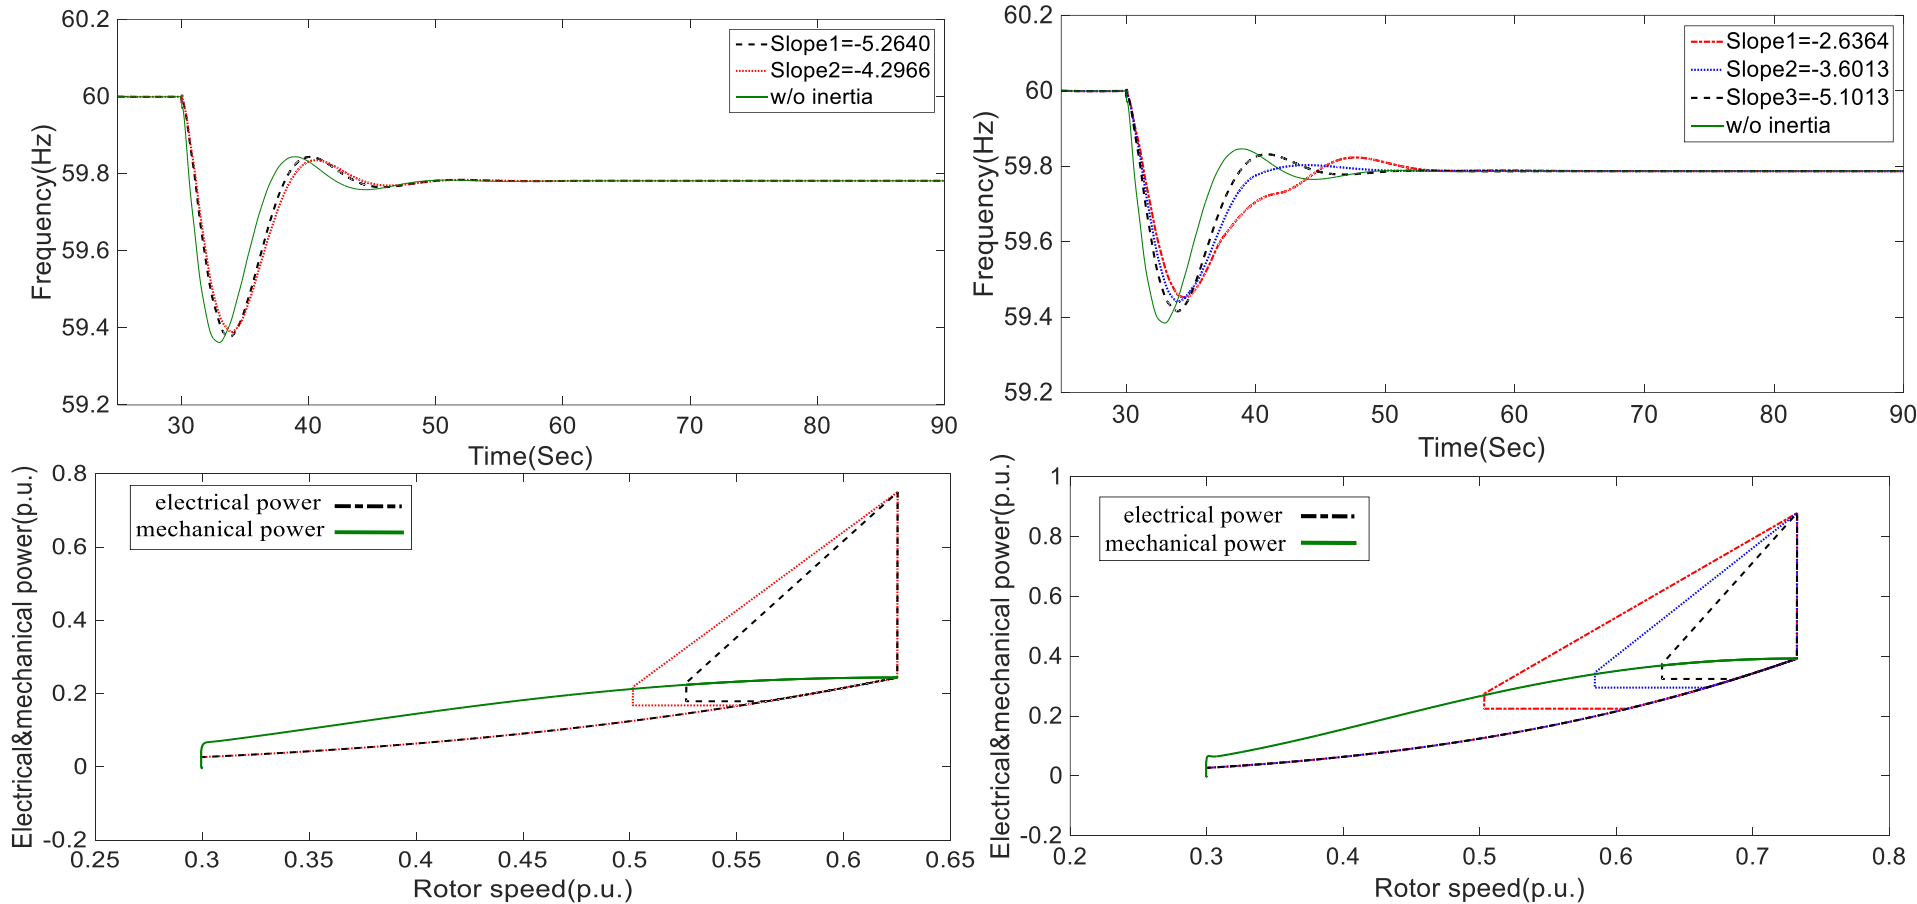 60.2
60
59.8
59.6
59.4
59.2
Frequency(Hz)
Slope1=-5.2640
Slope2=-4.2966
w/o inertia
30 40 50 60 70 80 90
Time(Sec)
60.2
60
59.8
59.6
59.4
59.2
Frequency(Hz)
Slope1=-2.6364
Slope2=-3.6013
Slope3=-5.1013
w/o inertia
30 40 50 60 70 80 90
Time(Sec)
0.8
0.6
0.4
0.2
0
-0.2
Electrical&mechanical power(p.u.)
electrical power
mechanical power
0.25 0.3 0.35 0.4 0.45 0.5 0.55 0.6 0.65
Rotor speed(p.u.)
1
0.8
0.6
0.4
0.2
0
-0.2
Electrical&mechanical power(p.u.)
electrical power
mechanical power
0.2 0.3 0.4 0.5 0.6 0.7 0.8
Rotor speed(p.u.)